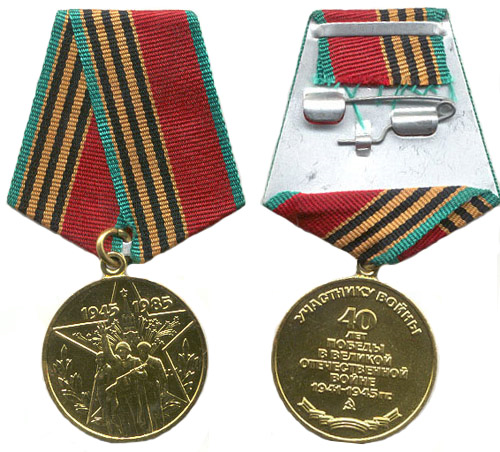 1945 1985
УЧАСТНИКУ ВОЙНЫ
40
ЛЕТ
ПОБЕДЫ
В ВЕЛИКОЙ
ОТЕЧЕСТВЕННОЙ
ВОЙНЕ
1941-1945 гг.